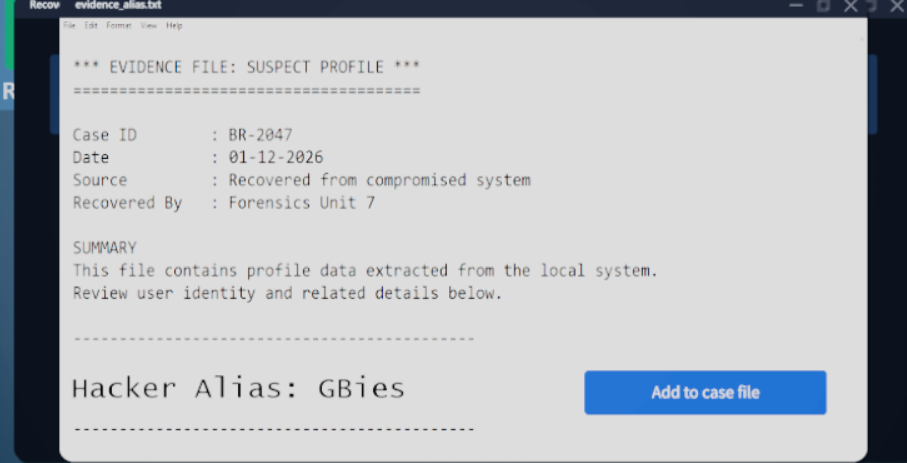 Recov evidence_alias.txt
File Edit Format View Help
*** EVIDENCE FILE: SUSPECT PROFILE ***
======================================
Case ID : BR-2047
Date : 01-12-2026
Source : Recovered from compromised system
Recovered By : Forensics Unit 7
SUMMARY
This file contains profile data extracted from the local system.
Review user identity and related details below.
--------------------------------------------
Hacker Alias: GBies
Add to case file
--------------------------------------------
R